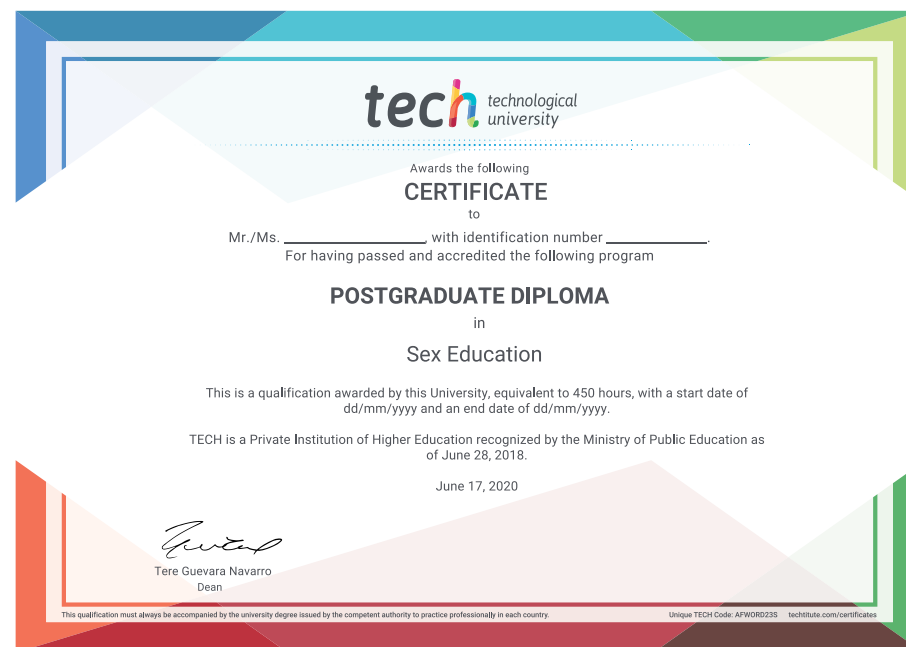 tech technological
university
Awards the following
CERTIFICATE
to
Mr./Ms. ____________________, with identification number ______________.
For having passed and accredited the following program
POSTGRADUATE DIPLOMA
in
Sex Education
This is a qualification awarded by this University, equivalent to 450 hours, with a start date of
dd/mm/yyyy and an end date of dd/mm/yyyy.
TECH is a Private Institution of Higher Education recognized by the Ministry of Public Education as
of June 28, 2018.
June 17, 2020
Tere Guevara Navarro
Dean
This qualification must always be accompanied by the university degree issued by the competent authority to practice professionally in each country. Unique TECH Code: AFWORD23S techtitute.com/certificates